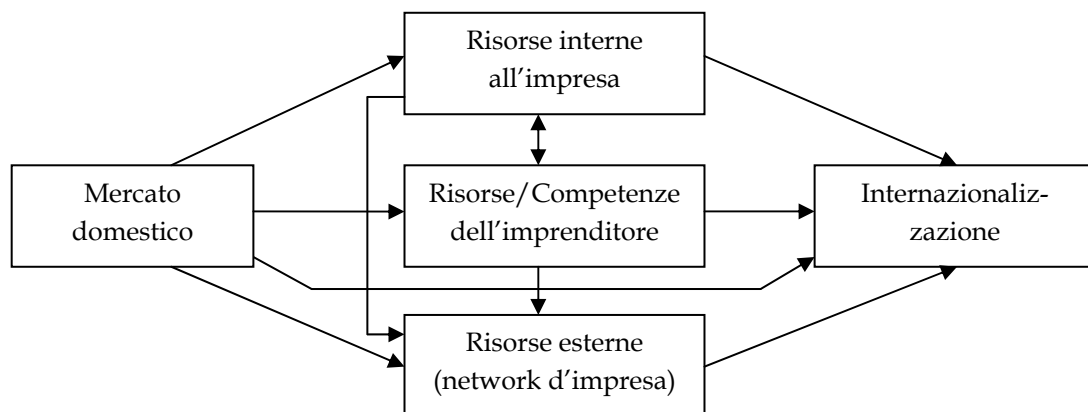 Risorse interne
all’impresa
Mercato
domestico
Risorse/Competenze
dell’imprenditore
Internazionaliz-
zazione
Risorse esterne
(network d’impresa)